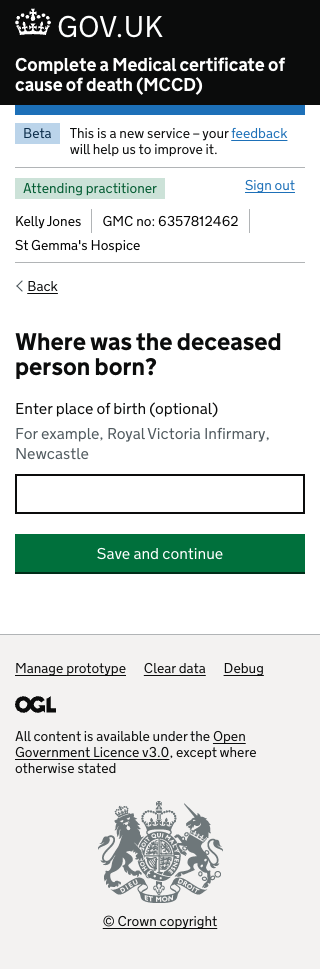 GOV.UK
Complete a Medical certificate of
cause of death (MCCD)
Beta
This is a new service – your feedback
will help us to improve it.
Attending practitioner
Sign out
Kelly Jones
GMC no: 6357812462
St Gemma's Hospice
Back
Where was the deceased
person born?
Enter place of birth (optional)
For example, Royal Victoria Infirmary,
Newcastle
Save and continue
Manage prototype
Clear data
Debug
OGL
All content is available under the Open
Government Licence v3.0, except where
otherwise stated
DIEU ET MON DROIT
© Crown copyright